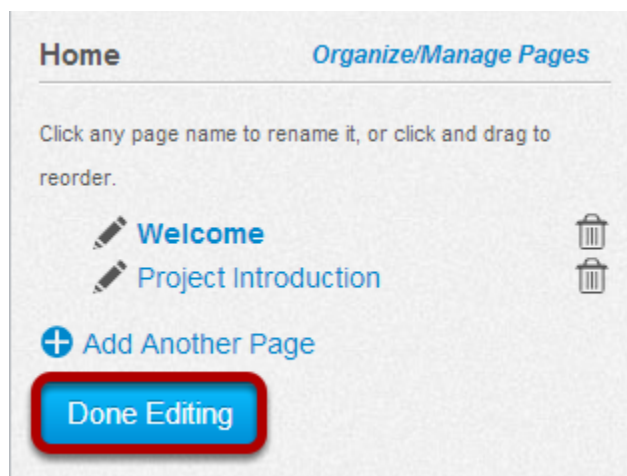 Home Organize/Manage Pages
Click any page name to rename it, or click and drag to
reorder.
Welcome
Project Introduction
Add Another Page
Done Editing